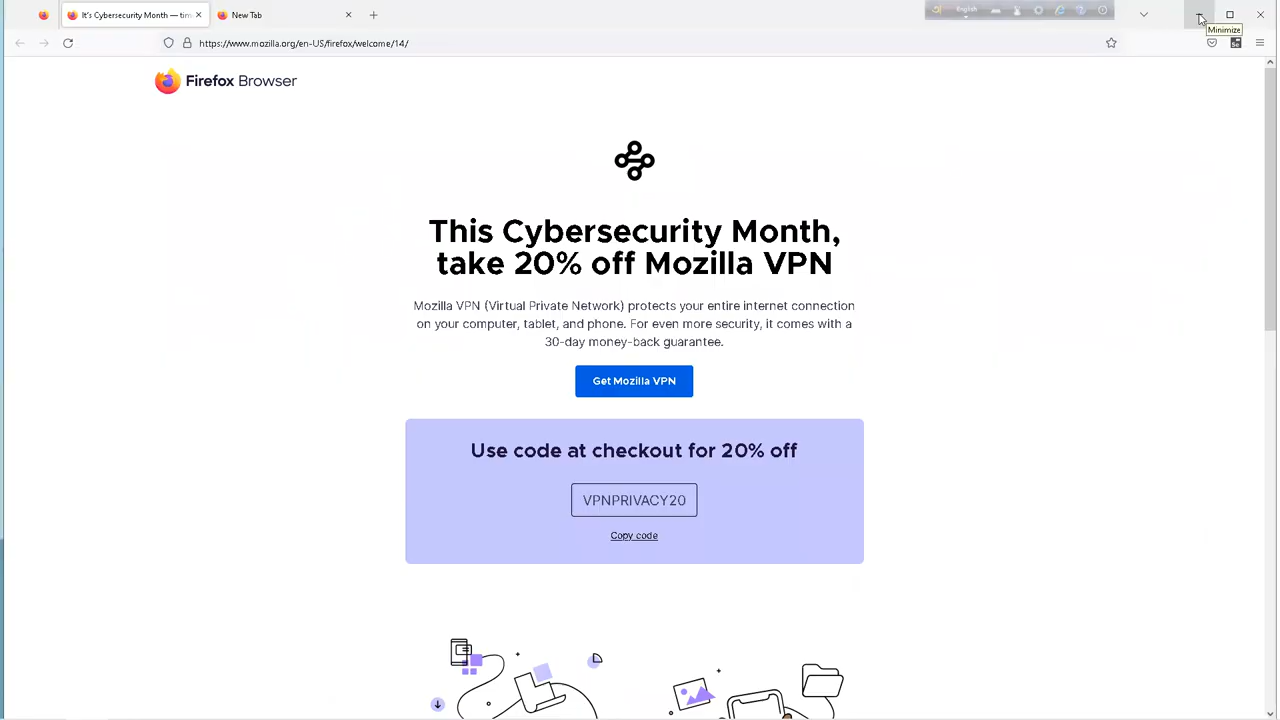 It's Cybersecurity Month — tim
New Tab
English
Minimize
https://www.mozilla.org/en-US/firefox/welcome/14/
Firefox Browser
This Cybersecurity Month,
take 20% off Mozilla VPN
Mozilla VPN (Virtual Private Network) protects your entire internet connection
on your computer, tablet, and phone. For even more security, it comes with a
30-day money-back guarantee.
Get Mozilla VPN
Use code at checkout for 20% off
VPNPRIVACY20
Copy code